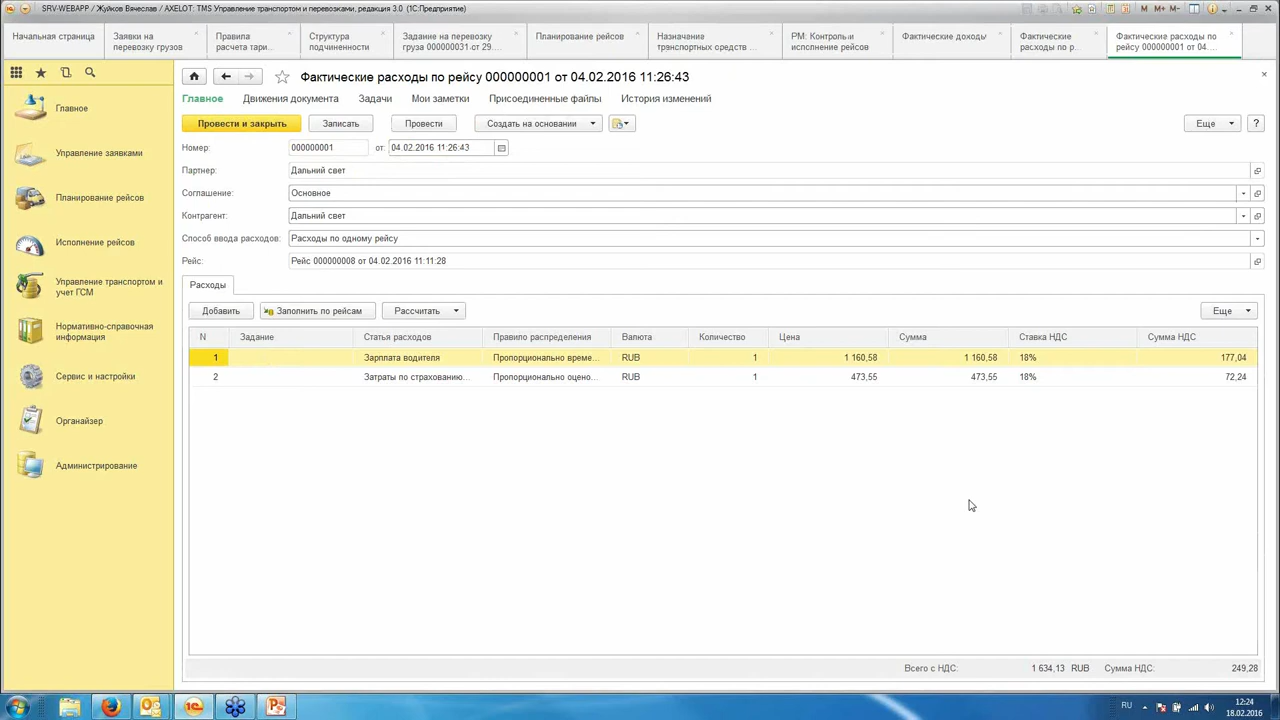 SRV-WEBAPP / Жуйков Вячеслав / AXELOT: TMS Управление транспортом и перевозками, редакция 3.0 (1С:Предприятие)
M M+ M-
Начальная страница
Заявки на
перевозку грузов
Правила
расчета тари...
Структура
подчиненности
Задание на перевозку
груза 000000031 от 29....
Планирование рейсов
Назначение
транспортных средств ...
РМ: Контроль и
исполнение рейсов
Фактические доходы
Фактические
расходы по р...
Фактические расходы по
рейсу 000000001 от 04....
Фактические расходы по рейсу 000000001 от 04.02.2016 11:26:43
Главное
Движения документа
Задачи
Мои заметки
Присоединенные файлы
История изменений
Провести и закрыть
Записать
Провести
Создать на основании
Еще
?
Номер: 000000001 от: 04.02.2016 11:26:43
Партнер: Дальний свет
Соглашение: Основное
Контрагент: Дальний свет
Способ ввода расходов: Расходы по одному рейсу
Рейс: Рейс 000000008 от 04.02.2016 11:11:28
Расходы
Добавить
Заполнить по рейсам
Рассчитать
Еще
N Задание Статья расходов Правило распределения Валюта Количество Цена Сумма Ставка НДС Сумма НДС
1 Зарплата водителя Пропорционально време... RUB 1 1 160,58 1 160,58 18% 177,04
2 Затраты по страхованию... Пропорционально оцено... RUB 1 473,55 473,55 18% 72,24
Всего с НДС: 1 634,13 RUB Сумма НДС: 249,28
Главное
Управление заявками
Планирование рейсов
Исполнение рейсов
Управление транспортом и
учет ГСМ
Нормативно-справочная
информация
Сервис и настройки
Органайзер
Администрирование
RU
12:24
18.02.2016